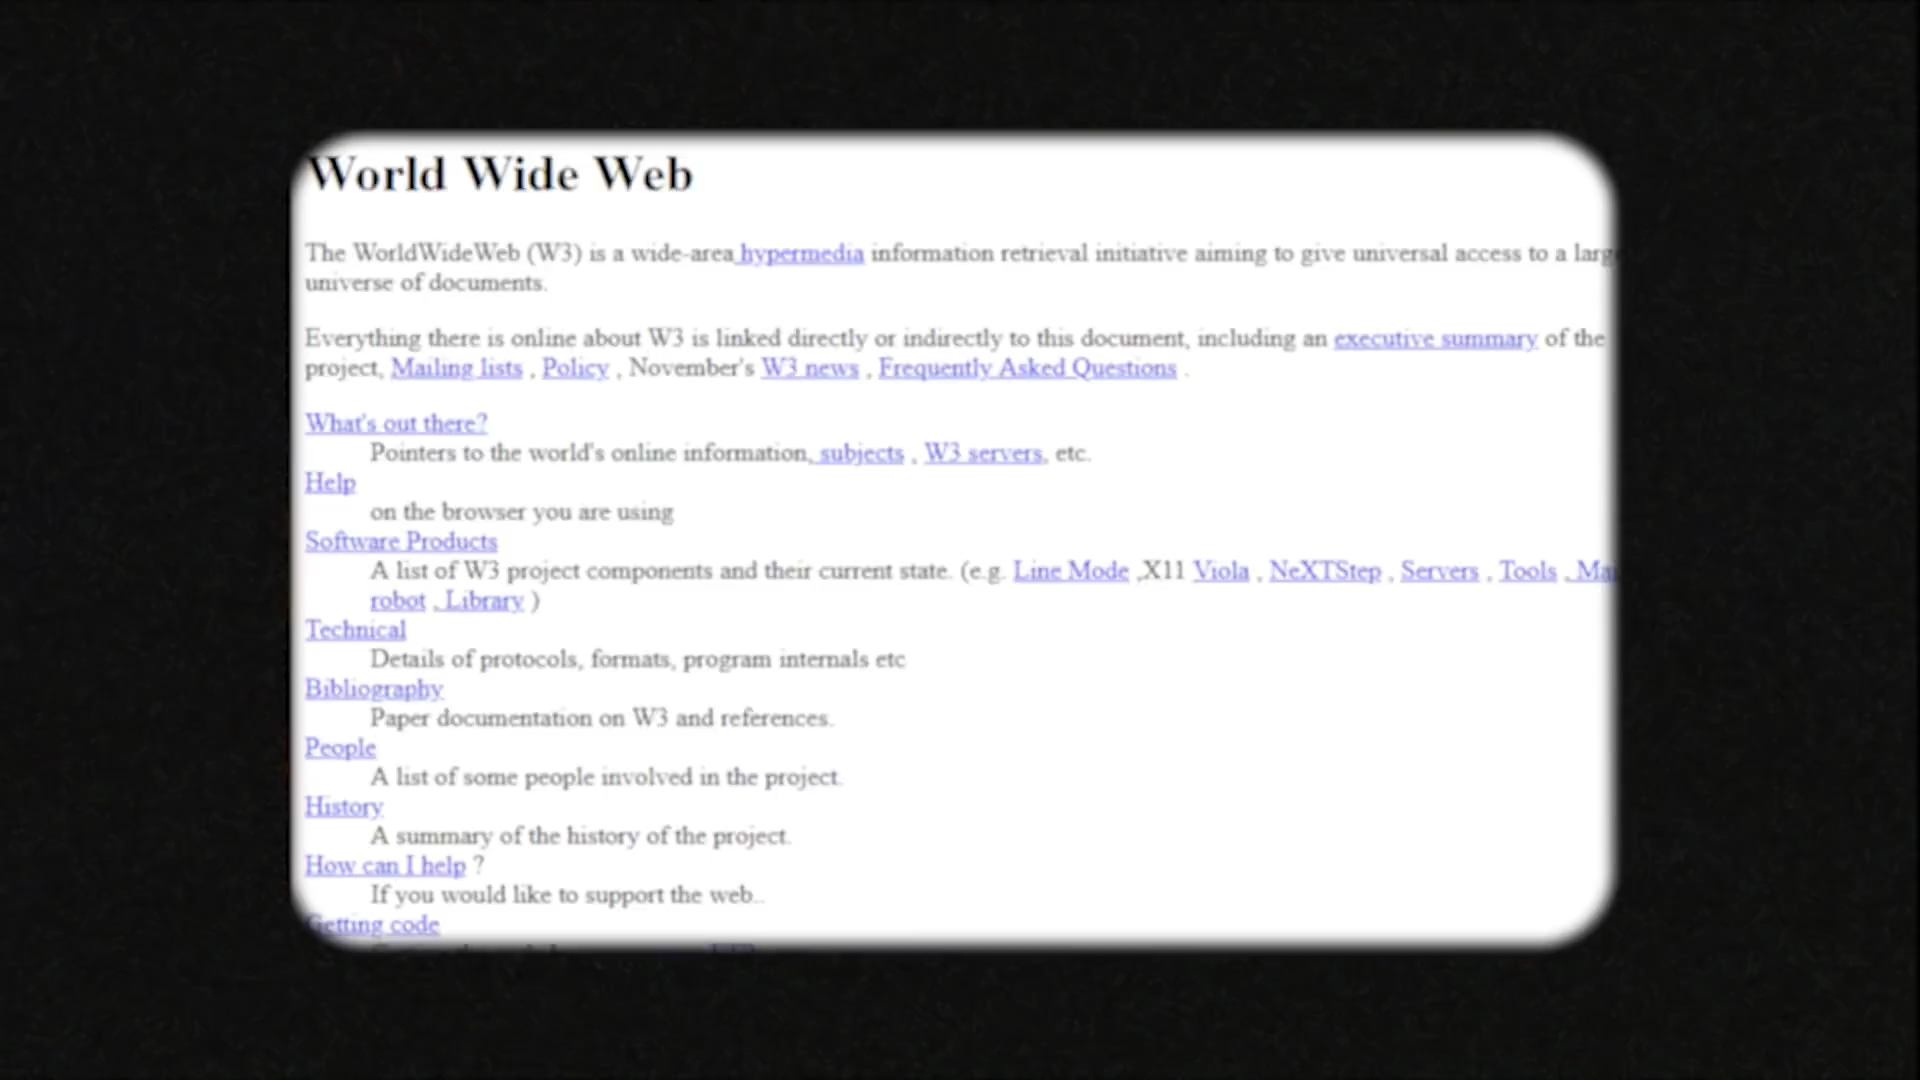 World Wide Web
The WorldWideWeb (W3) is a wide-area hypermedia information retrieval initiative aiming to give universal access to a large
universe of documents.
Everything there is online about W3 is linked directly or indirectly to this document, including an executive summary of the
project, Mailing lists , Policy , November's W3 news , Frequently Asked Questions .
What's out there?
Pointers to the world's online information, subjects , W3 servers, etc.
Help
on the browser you are using
Software Products
A list of W3 project components and their current state. (e.g. Line Mode ,X11 Viola , NeXTStep , Servers , Tools ,
robot , Library )
Technical
Details of protocols, formats, program internals etc
Bibliography
Paper documentation on W3 and references.
People
A list of some people involved in the project.
History
A summary of the history of the project.
How can I help ?
If you would like to support the web..
Getting code